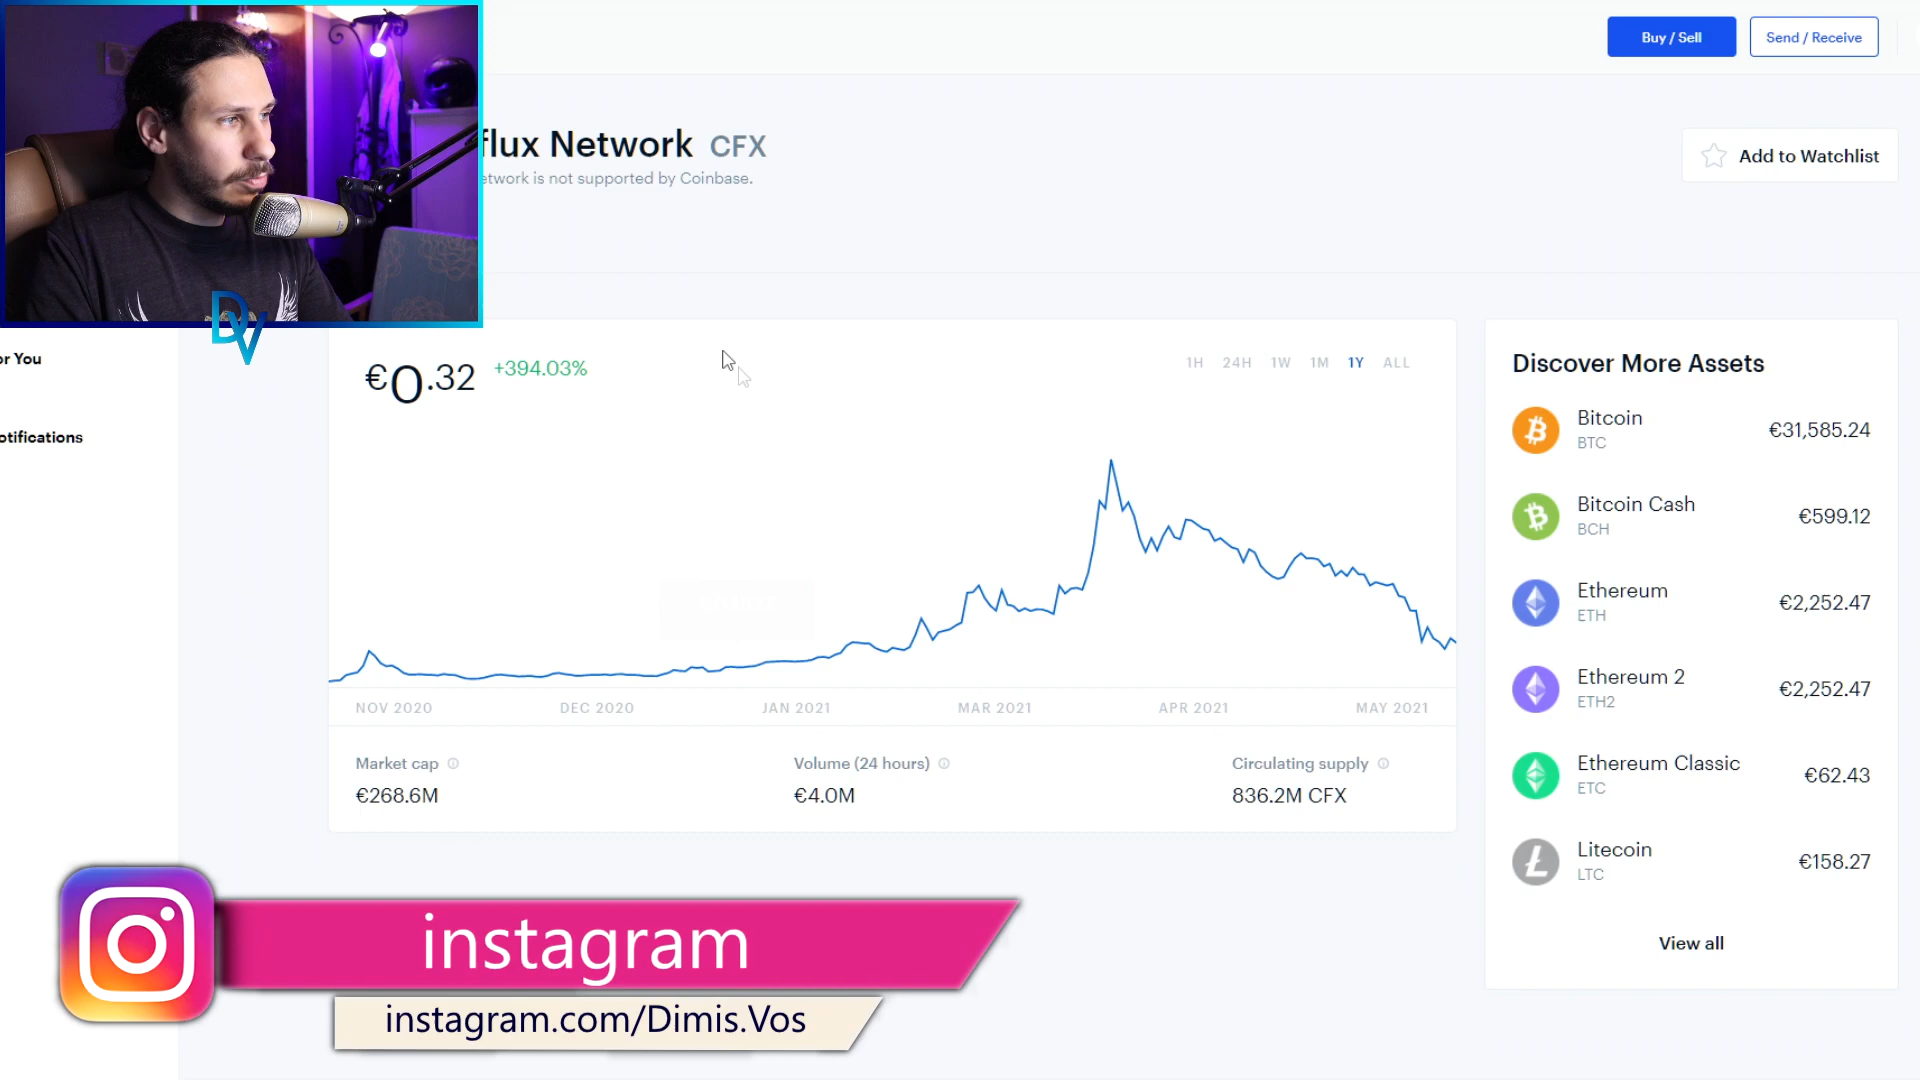 Buy / Sell
Send / Receive
flux Network CFX
etwork is not supported by Coinbase.
Add to Watchlist
DV
or You
otifications
€0.32 +394.03%
1H 24H 1W 1M 1Y ALL
NOV 2020 DEC 2020 JAN 2021 MAR 2021 APR 2021 MAY 2021
Market cap
€268.6M
Volume (24 hours)
€4.0M
Circulating supply
836.2M CFX
Discover More Assets
Bitcoin
BTC
€31,585.24
Bitcoin Cash
BCH
€599.12
Ethereum
ETH
€2,252.47
Ethereum 2
ETH2
€2,252.47
Ethereum Classic
ETC
€62.43
Litecoin
LTC
€158.27
View all
instagram
instagram.com/Dimis.Vos